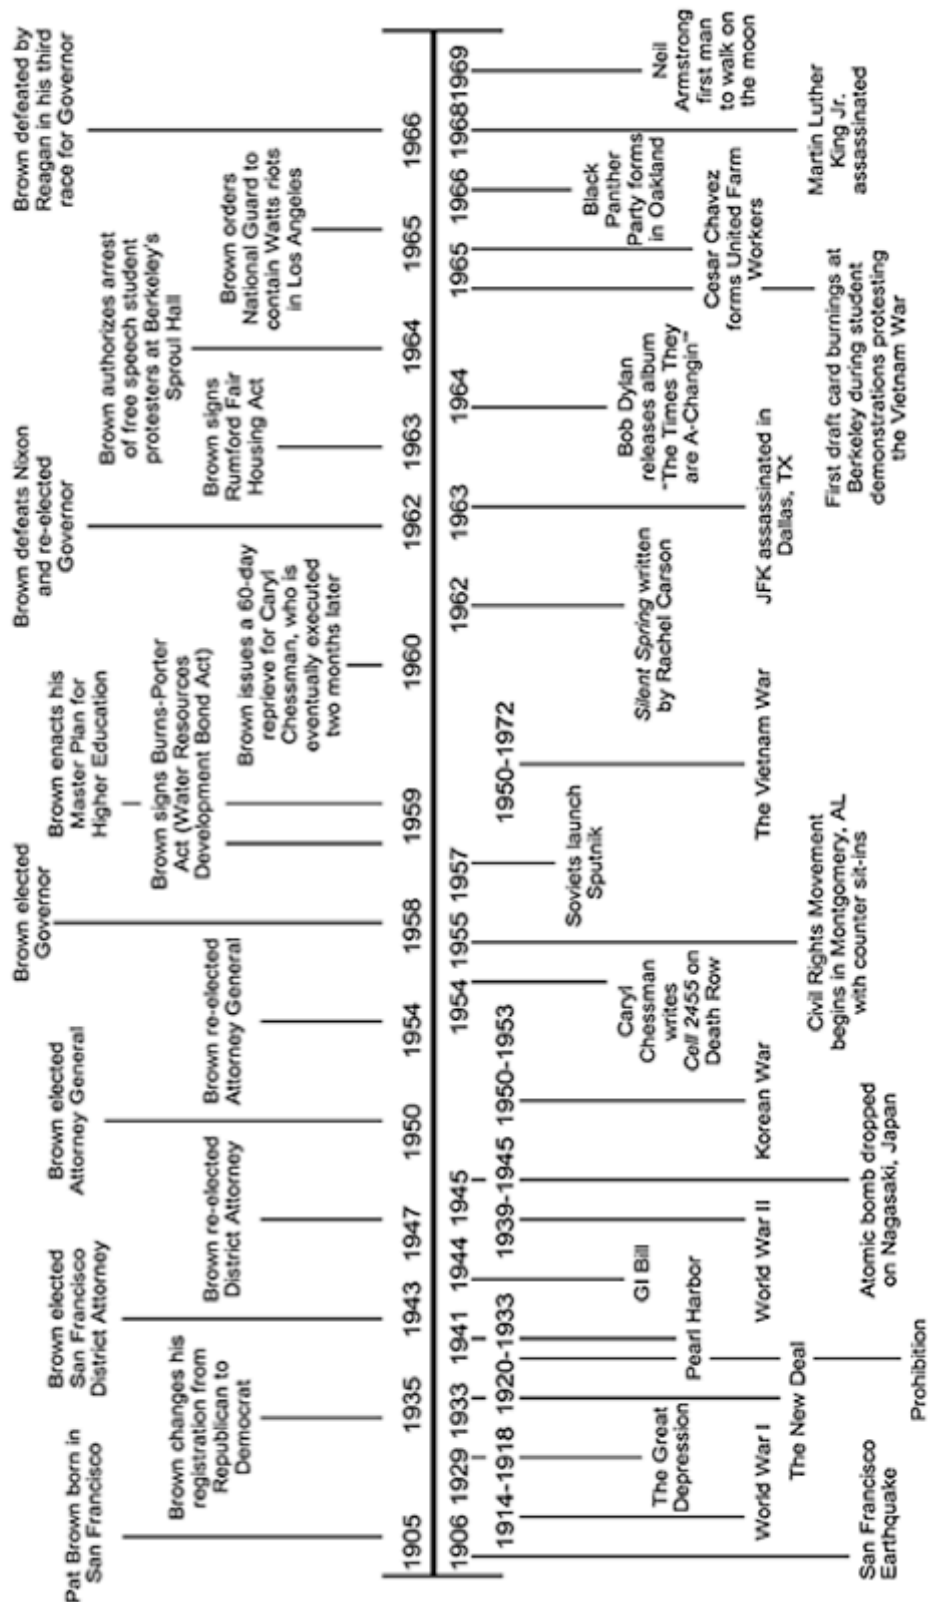 Pat Brown born in
San Francisco
Brown changes his
registration from
Republican to
Democrat
Brown elected
San Francisco
District Attorney
Brown re-elected
District Attorney
Brown elected
Attorney General
Brown re-elected
Attorney General
Brown elected
Governor
Brown enacts his
Master Plan for
Higher Education
Brown signs Burns-Porter
Act (Water Resources
Development Bond Act)
Brown issues a 60-day
reprieve for Caryl
Chessman, who is
eventually executed
two months later
Brown defeats Nixon
and re-elected
Governor
Brown signs
Rumford Fair
Housing Act
Brown authorizes arrest
of free speech student
protesters at Berkeley's
Sproul Hall
Brown orders
National Guard to
contain Watts riots
in Los Angeles
Brown defeated by
Reagan in his third
race for Governor
1905 1935 1943 1947 1950 1954 1958 1959 1960 1962 1963 1964 1965 1966
1906 1929 1933 1941 1944 1945 1954 1955 1957 1962 1963 1964 1965 1966 1968 1969
1914-1918 1920-1933 1939-1945 1950-1953 1950-1972
San Francisco
Earthquake
World War I
The Great
Depression
The New Deal
Prohibition
Pearl Harbor
GI Bill
World War II
Atomic bomb dropped
on Nagasaki, Japan
Korean War
Caryl
Chessman
writes
Cell 2455 on
Death Row
Civil Rights Movement
begins in Montgomery, AL
with counter sit-ins
Soviets launch
Sputnik
The Vietnam War
Silent Spring written
by Rachel Carson
JFK assassinated in
Dallas, TX
Bob Dylan
releases album
"The Times They
are A-Changin'"
First draft card burnings at
Berkeley during student
demonstrations protesting
the Vietnam War
Cesar Chavez
forms United Farm
Workers
Black
Panther
Party forms
in Oakland
Martin Luther
King Jr.
assassinated
Neil
Armstrong
first man
to walk on
the moon